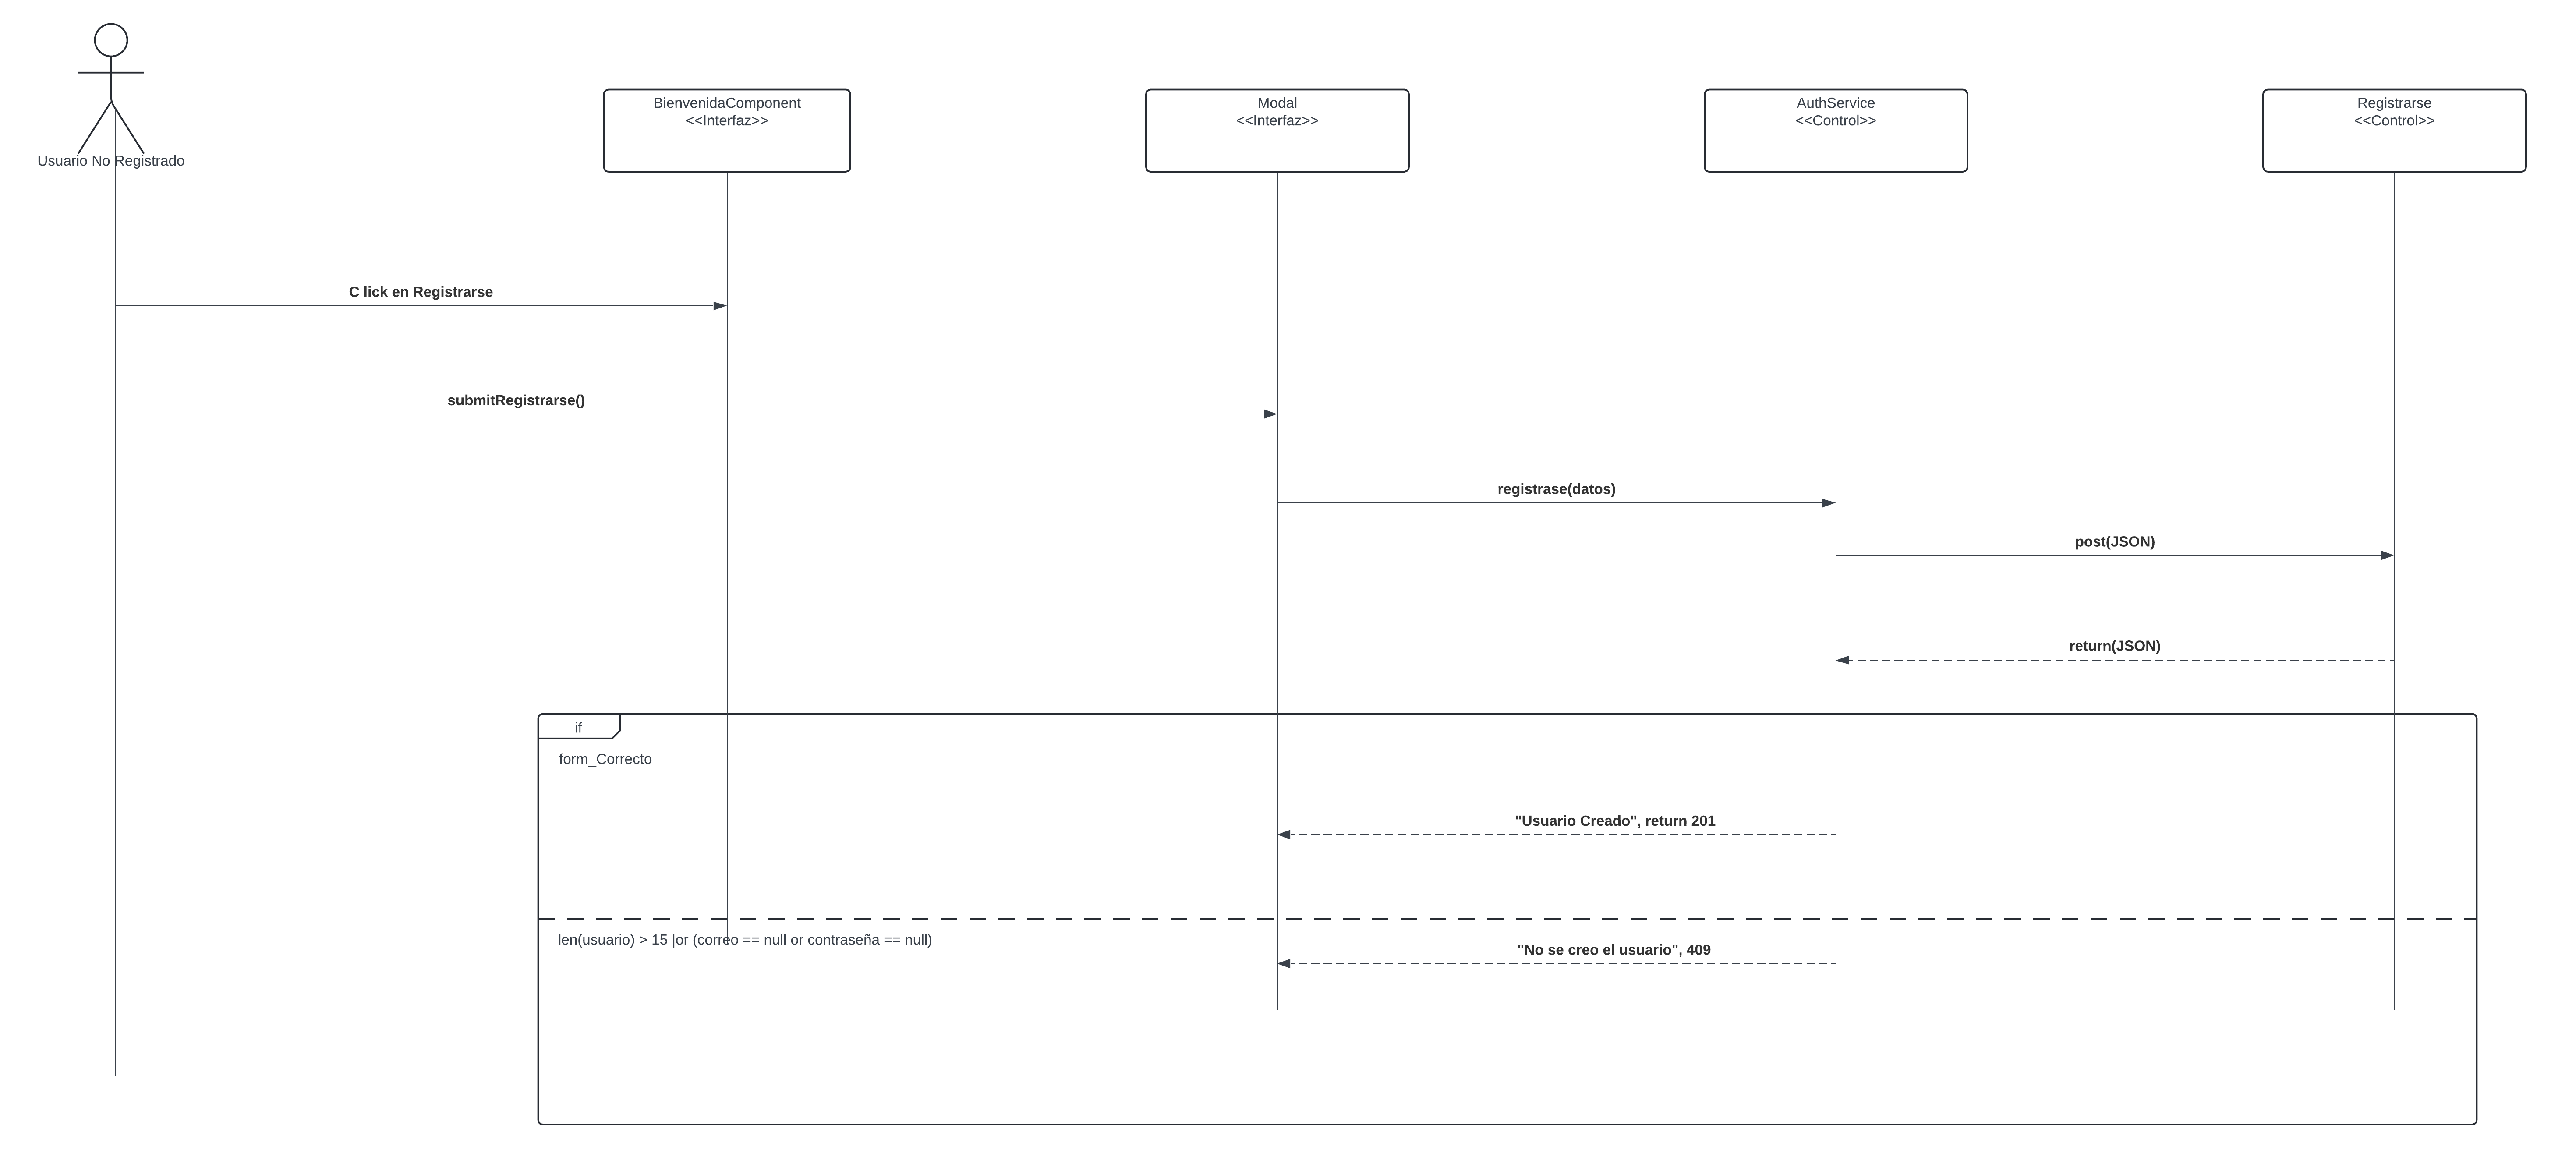 Usuario No Registrado
BienvenidaComponent
<<Interfaz>>
Modal
<<Interfaz>>
AuthService
<<Control>>
Registrarse
<<Control>>
C lick en Registrarse
submitRegistrarse()
registrase(datos)
post(JSON)
return(JSON)
if
form_Correcto
"Usuario Creado", return 201
len(usuario) > 15 |or (correo == null or contraseña == null)
"No se creo el usuario", 409